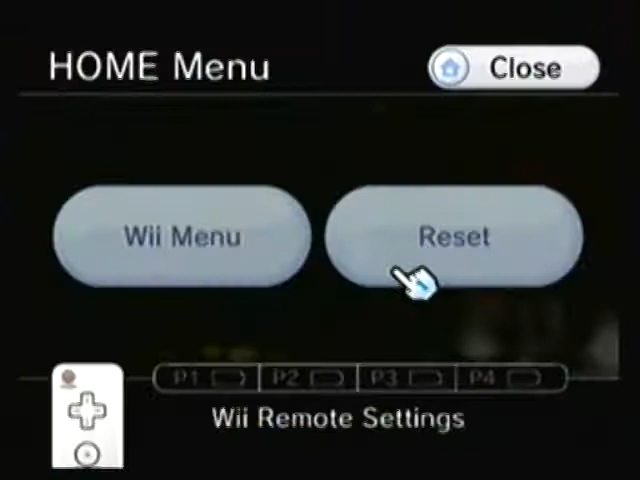 HOME Menu
Close
Wii Menu
Reset
P1 P2 P3 P4
Wii Remote Settings